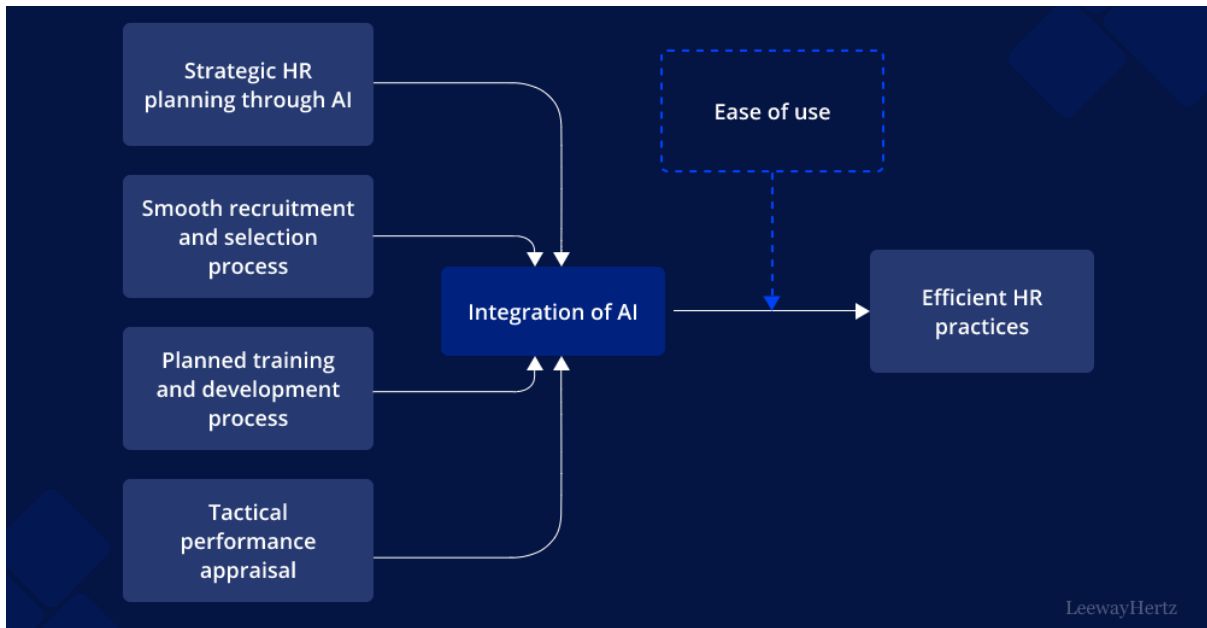 Strategic HR
planning through AI
Ease of use
Smooth recruitment
and selection
process
Integration of AI
Efficient HR
practices
Planned training
and development
process
Tactical
performance
appraisal
LeewayHertz